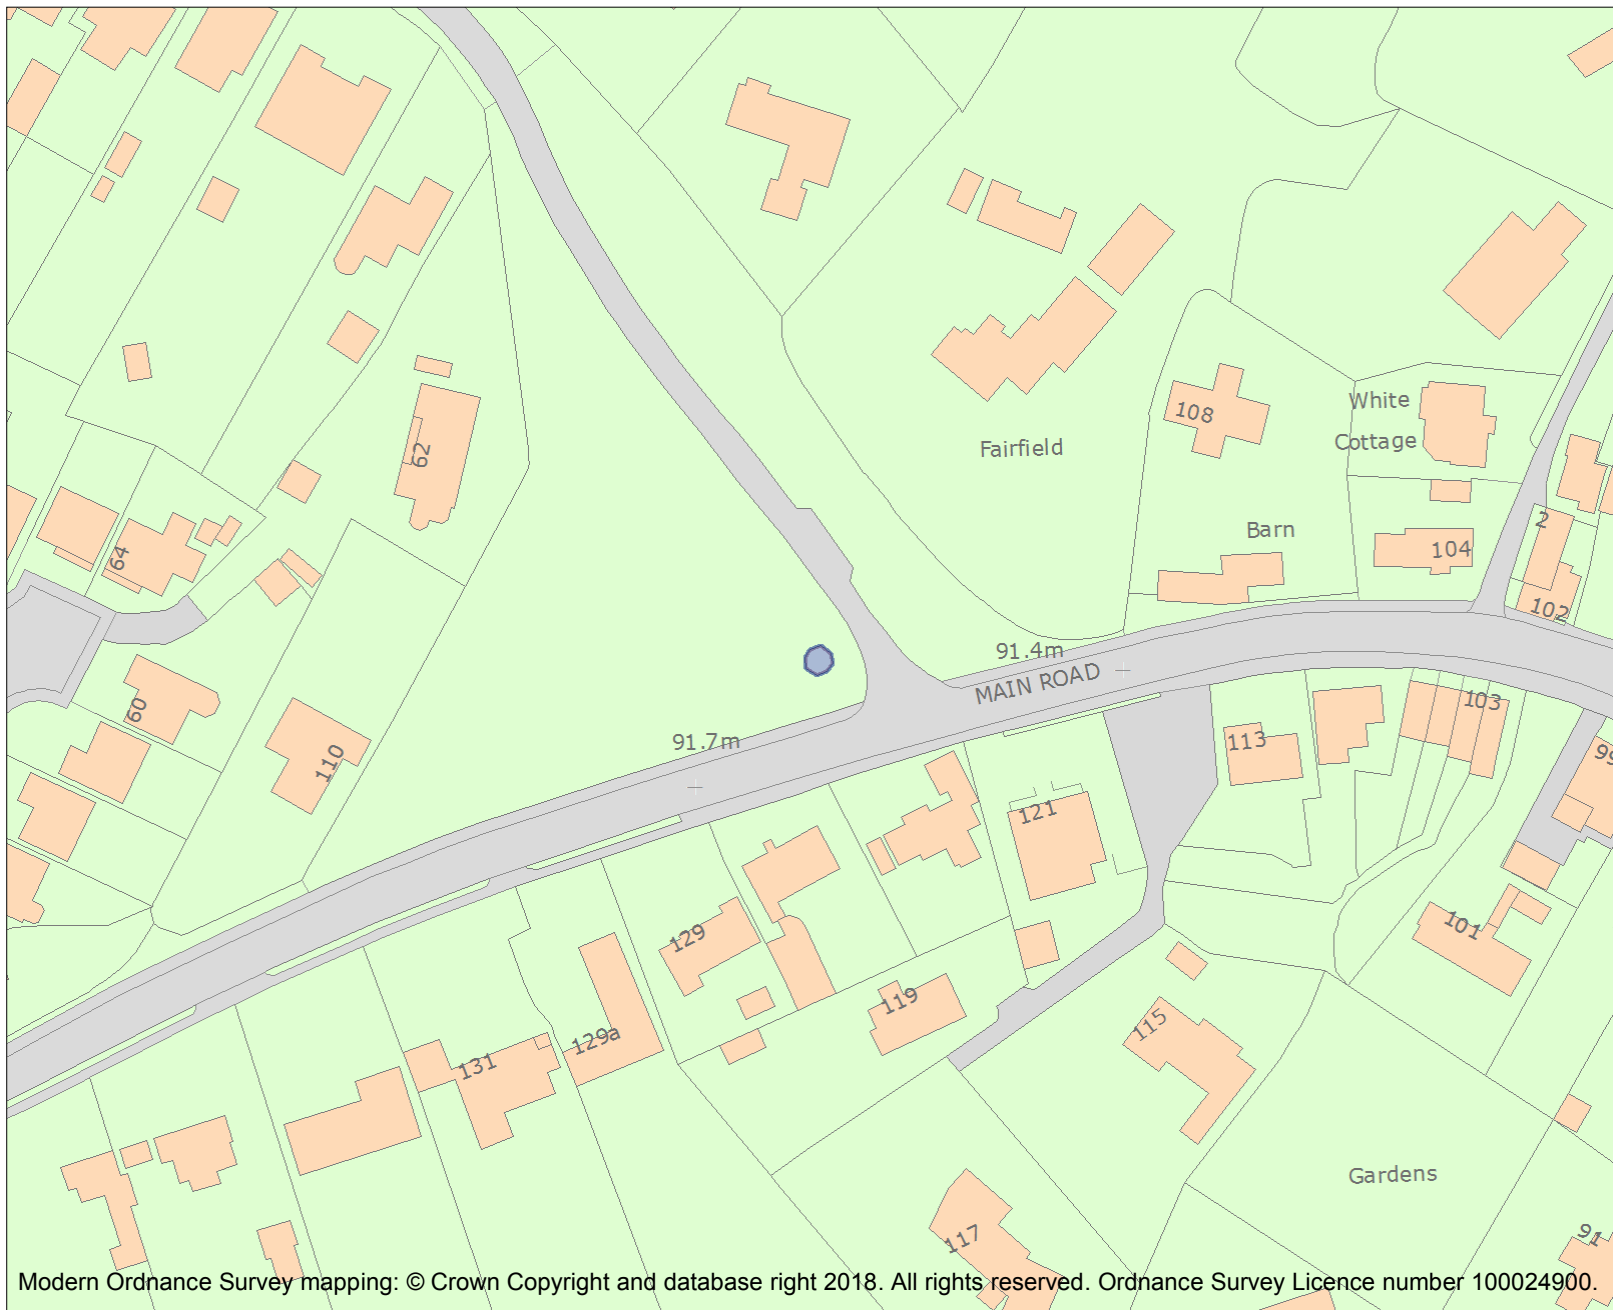 62
108
White
Cottage
Fairfield
Barn
2
104
64
102
91.4m
MAIN ROAD
60
103
91.7m
113
110
99
121
129
101
119
115
129a
131
Gardens
117
91
Modern Ordnance Survey mapping: © Crown Copyright and database right 2018. All rights reserved. Ordnance Survey Licence number 100024900.